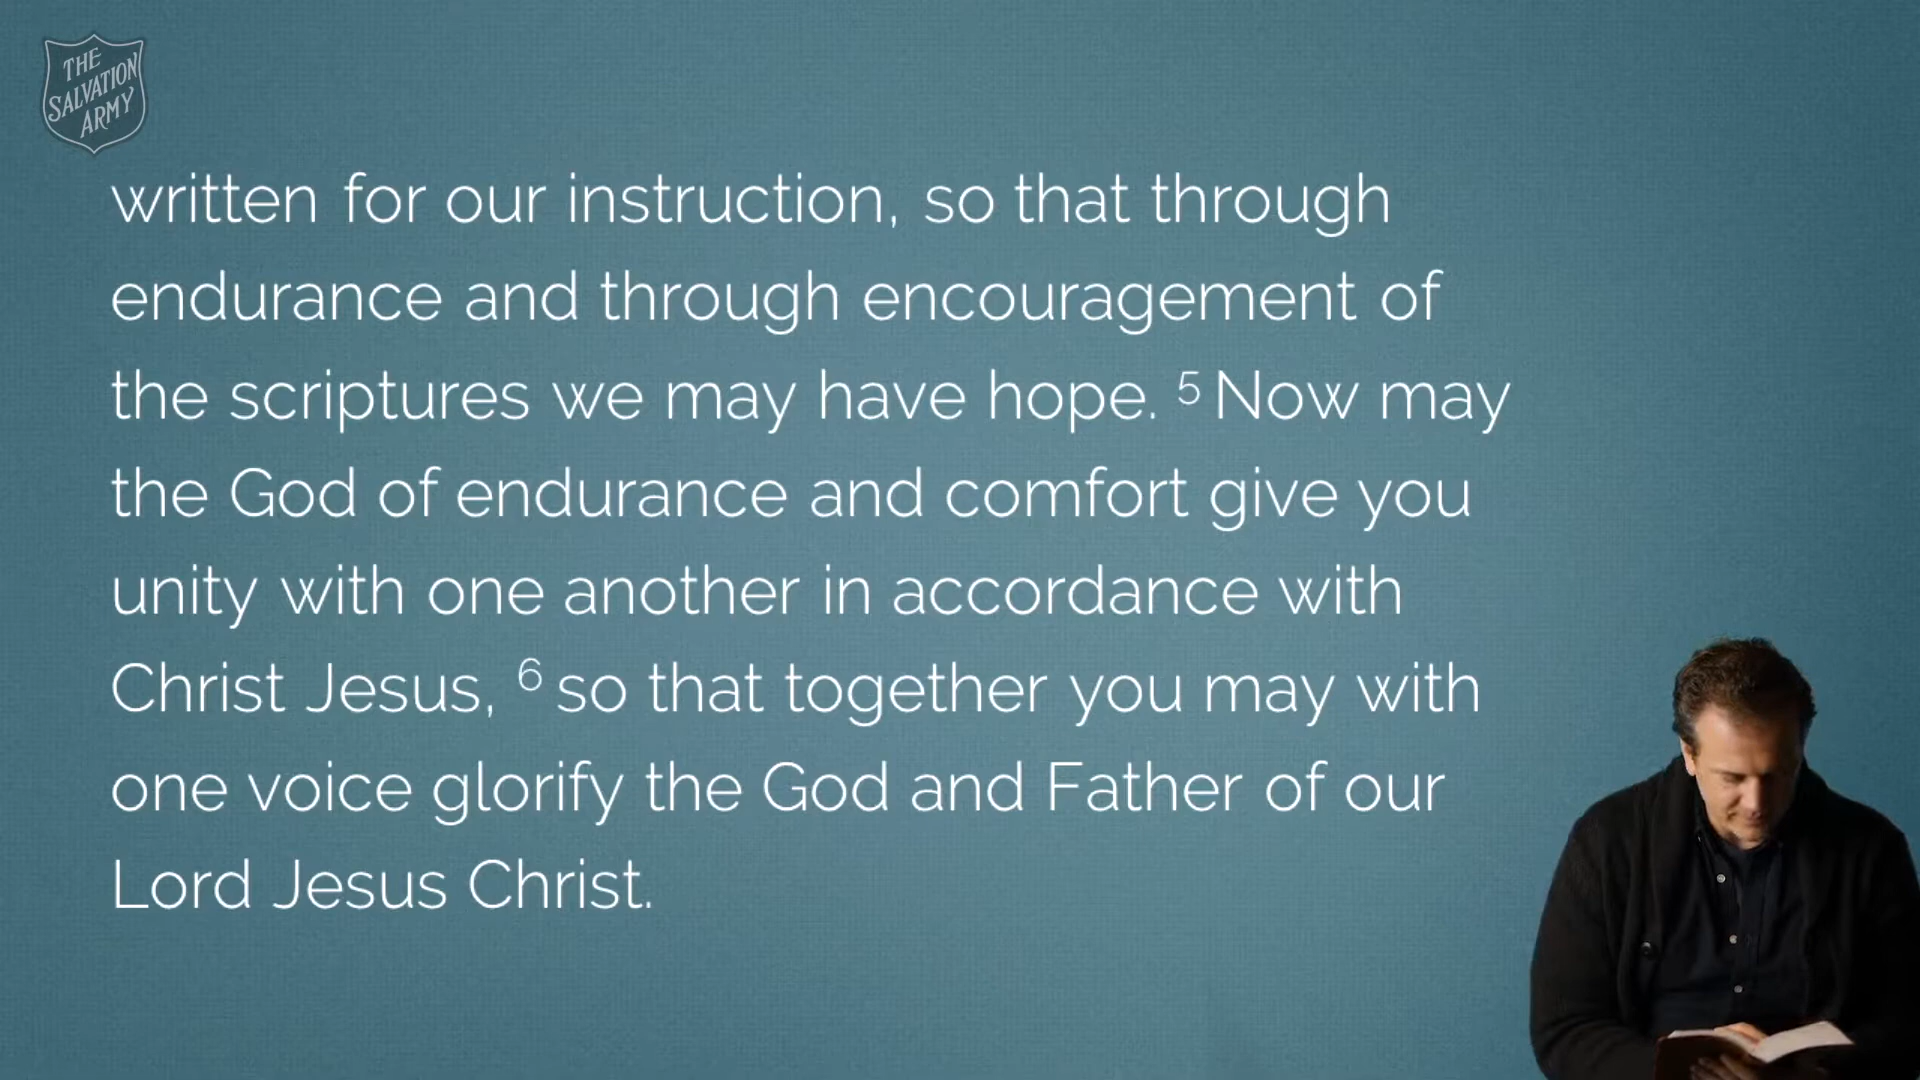 THE
SALVATION
ARMY
written for our instruction, so that through
endurance and through encouragement of
the scriptures we may have hope. 5 Now may
the God of endurance and comfort give you
unity with one another in accordance with
Christ Jesus, 6 so that together you may with
one voice glorify the God and Father of our
Lord Jesus Christ.